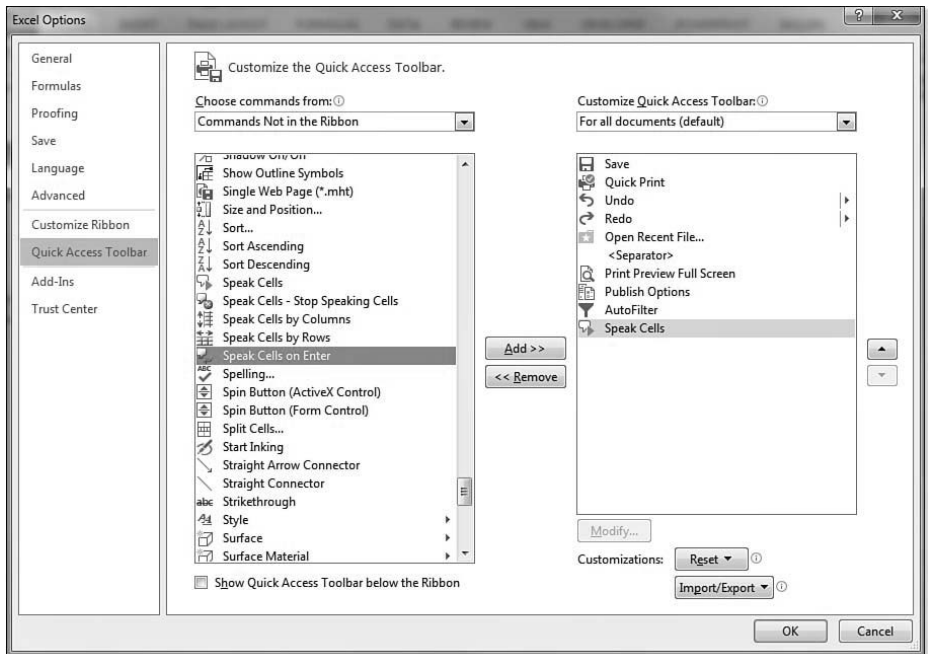 Excel Options
General
Formulas
Proofing
Save
Language
Advanced
Customize Ribbon
Quick Access Toolbar
Add-Ins
Trust Center
Customize the Quick Access Toolbar.
Choose commands from:
Commands Not in the Ribbon
Shadow On/Off
Show Outline Symbols
Single Web Page (*.mht)
Size and Position...
Sort...
Sort Ascending
Sort Descending
Speak Cells
Speak Cells - Stop Speaking Cells
Speak Cells by Columns
Speak Cells by Rows
Speak Cells on Enter
Spelling...
Spin Button (ActiveX Control)
Spin Button (Form Control)
Split Cells...
Start Inking
Straight Arrow Connector
Straight Connector
abc Strikethrough
Style
Surface
Surface Material
Show Quick Access Toolbar below the Ribbon
Add >>
<< Remove
Customize Quick Access Toolbar:
For all documents (default)
Save
Quick Print
Undo
Redo
Open Recent File...
<Separator>
Print Preview Full Screen
Publish Options
AutoFilter
Speak Cells
Modify...
Customizations: Reset
Import/Export
OK Cancel